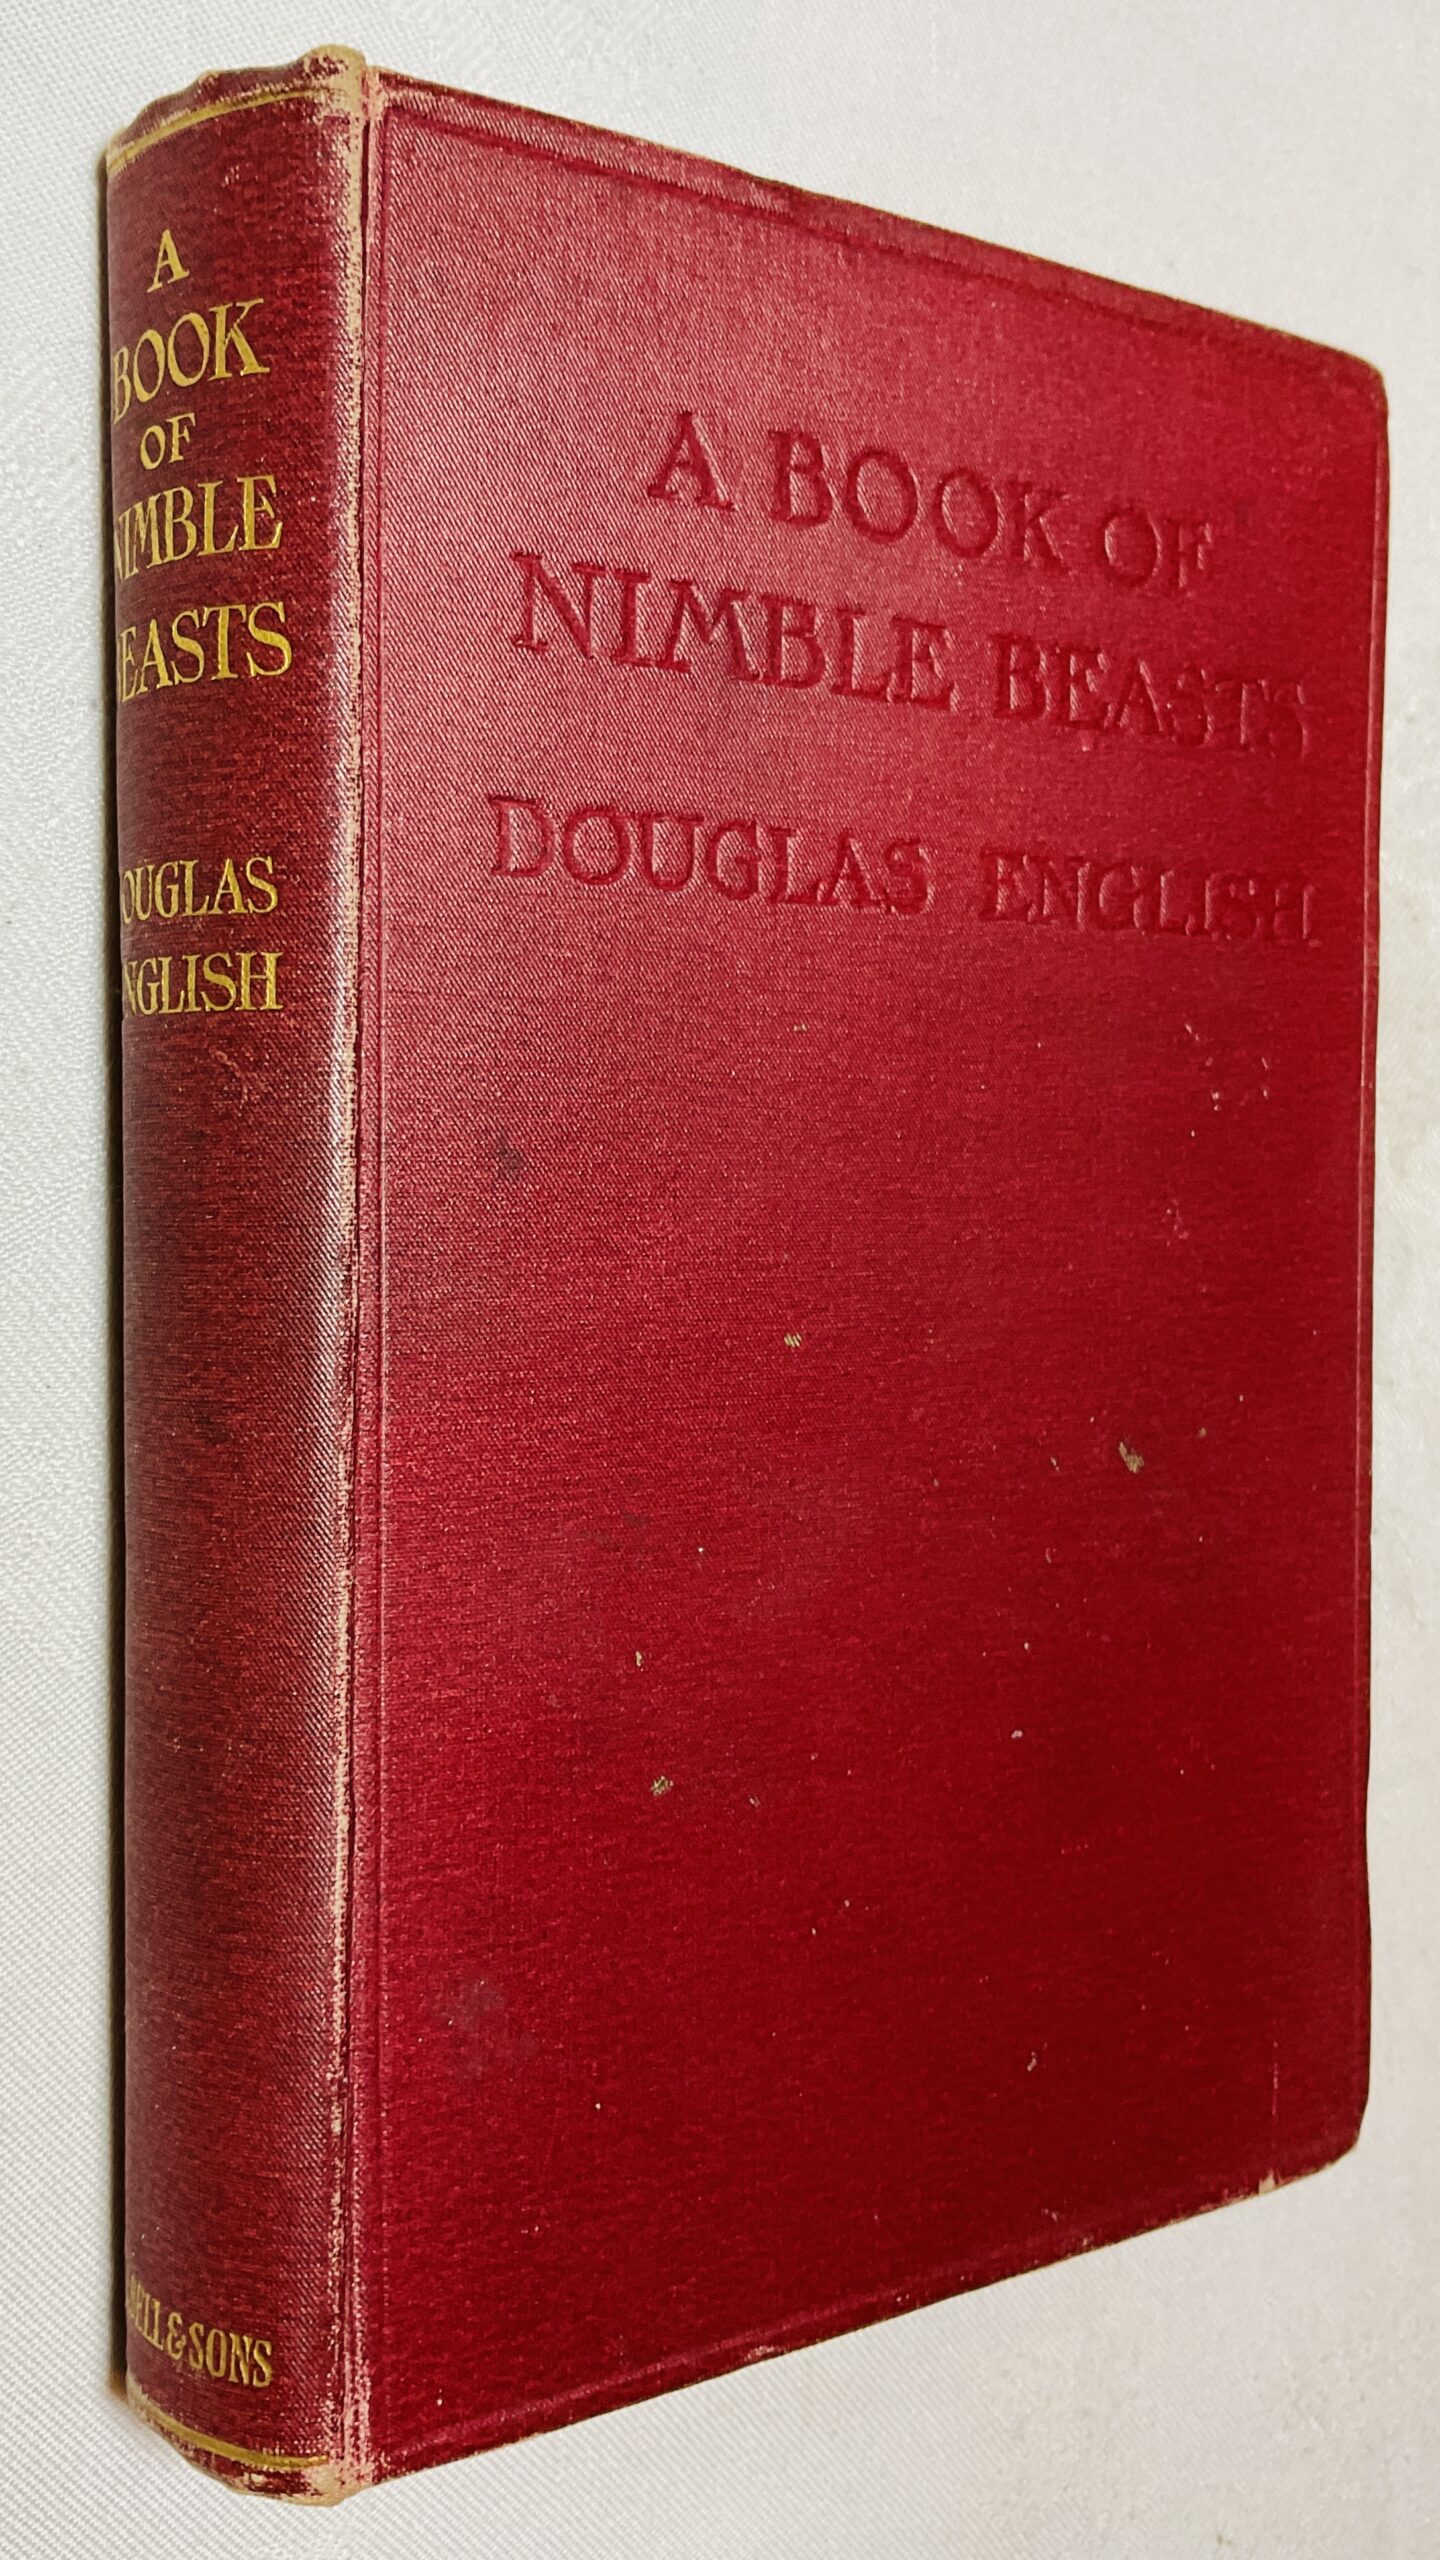 A
BOOK
OF
NIMBLE
BEASTS
DOUGLAS
ENGLISH
& SONS
A BOOK OF
NIMBLE BEASTS
DOUGLAS ENGLISH